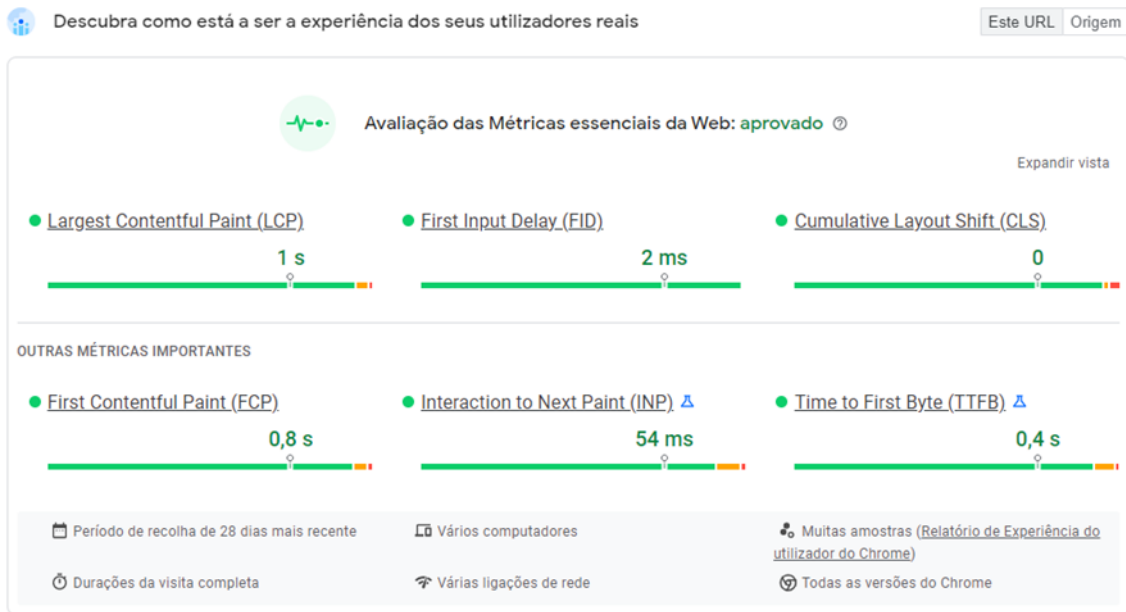 Descubra como está a ser a experiência dos seus utilizadores reais
Este URL
Origem
Avaliação das Métricas essenciais da Web: aprovado
Expandir vista
Largest Contentful Paint (LCP)
1 s
First Input Delay (FID)
2 ms
Cumulative Layout Shift (CLS)
0
OUTRAS MÉTRICAS IMPORTANTES
First Contentful Paint (FCP)
0,8 s
Interaction to Next Paint (INP)
54 ms
Time to First Byte (TTFB)
0,4 s
Período de recolha de 28 dias mais recente
Vários computadores
Muitas amostras (Relatório de Experiência do
utilizador do Chrome)
Durações da visita completa
Várias ligações de rede
Todas as versões do Chrome